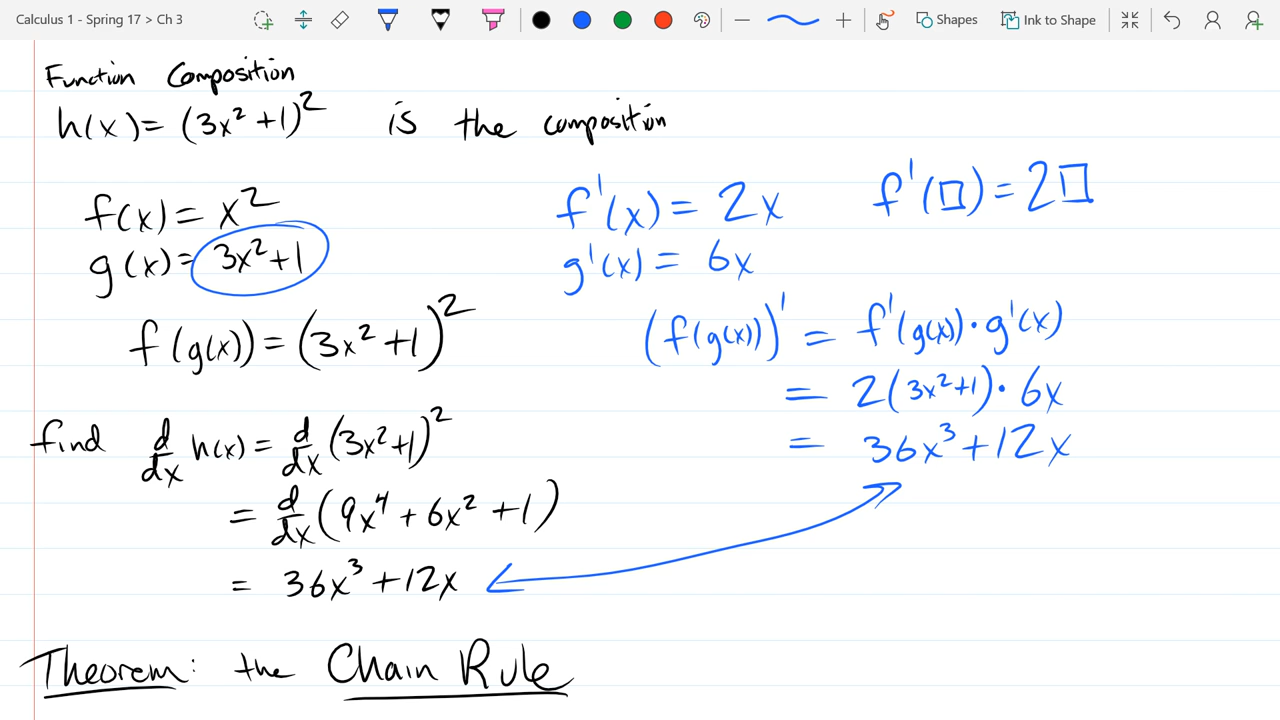 Calculus 1 - Spring 17 > Ch 3
Shapes
Ink to Shape
Function Composition
h(x) = (3x² + 1)² is the composition
f(x) = x²
g(x) = 3x² + 1
f(g(x)) = (3x² + 1)²
find d/dx h(x) = d/dx (3x² + 1)²
= d/dx (9x⁴ + 6x² + 1)
= 36x³ + 12x
f'(x) = 2x f'(□) = 2□
g'(x) = 6x
(f(g(x)))' = f'(g(x)) · g'(x)
= 2(3x² + 1) · 6x
= 36x³ + 12x
Theorem: the Chain Rule